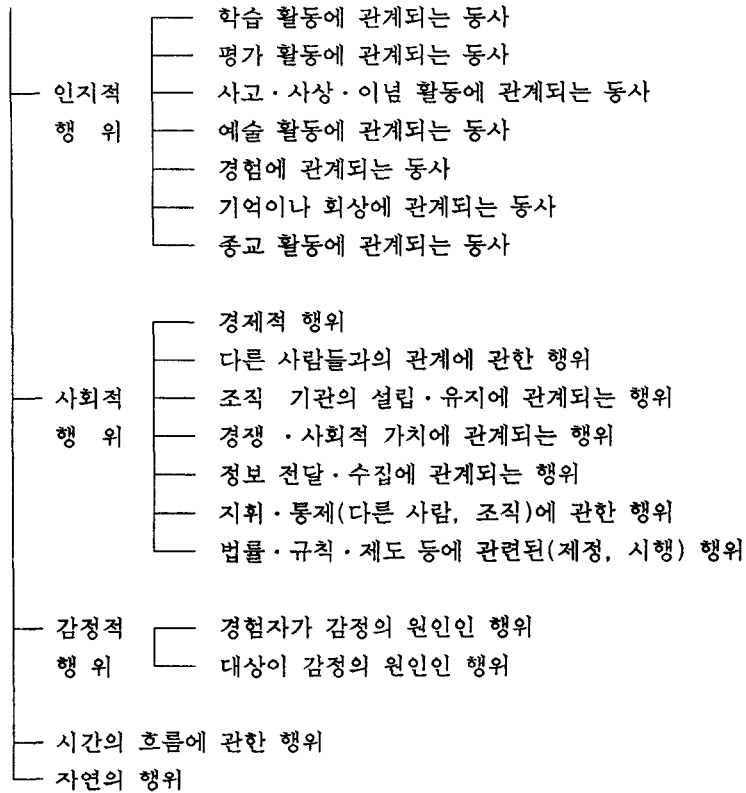 학습 활동에 관계되는 동사
평가 활동에 관계되는 동사
인지적 사고·사상·이념 활동에 관계되는 동사
행 위 예술 활동에 관계되는 동사
경험에 관계되는 동사
기억이나 회상에 관계되는 동사
종교 활동에 관계되는 동사
경제적 행위
다른 사람들과의 관계에 관한 행위
사회적 조직 기관의 설립·유지에 관계되는 행위
행 위 경쟁 ·사회적 가치에 관계되는 행위
정보 전달·수집에 관계되는 행위
지휘·통제(다른 사람, 조직)에 관한 행위
법률·규칙·제도 등에 관련된(제정, 시행) 행위
감정적 경험자가 감정의 원인인 행위
행 위 대상이 감정의 원인인 행위
시간의 흐름에 관한 행위
자연의 행위